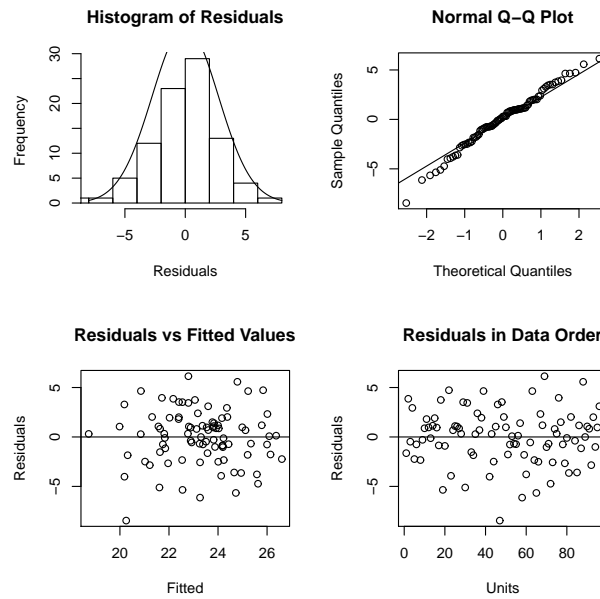 Histogram of Residuals
Frequency
0 5 10 20 30
−5 0 5
Residuals
Normal Q−Q Plot
Sample Quantiles
−5 0 5
−2 −1 0 1 2
Theoretical Quantiles
Residuals vs Fitted Values
Residuals
−5 0 5
20 22 24 26
Fitted
Residuals in Data Order
Residuals
−5 0 5
0 20 40 60 80
Units